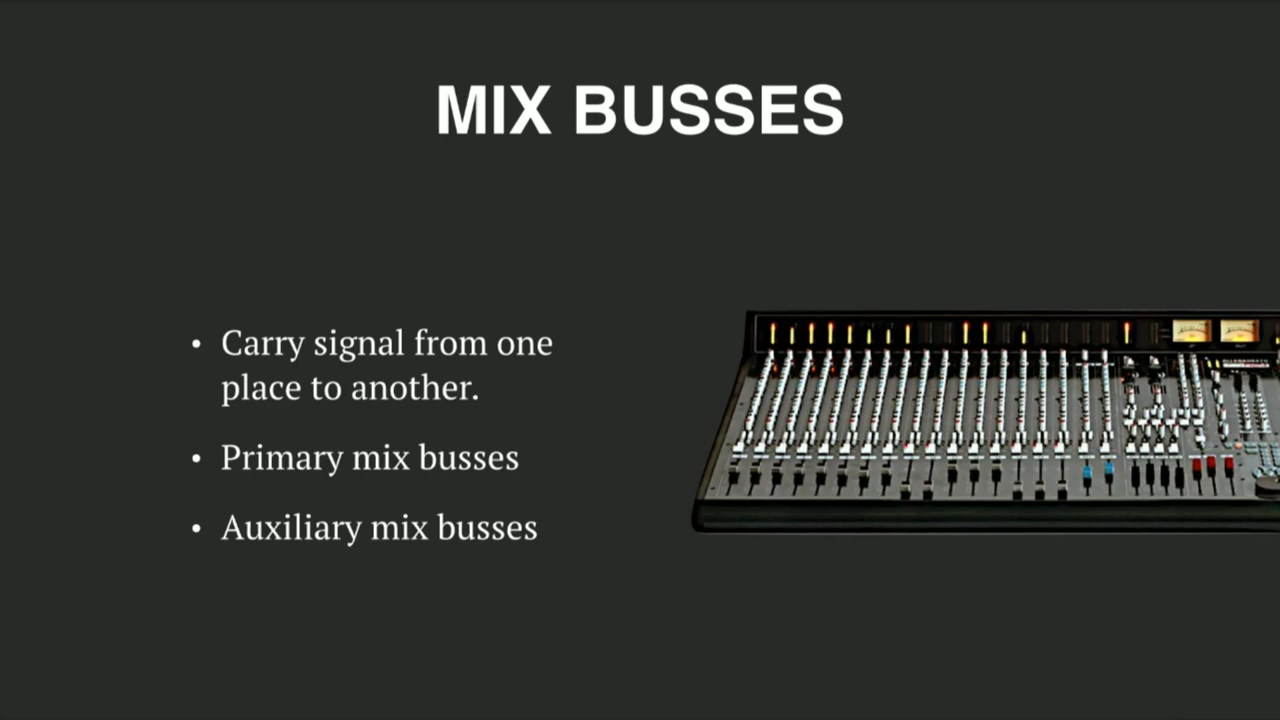 MIX BUSSES
• Carry signal from one
place to another.
• Primary mix busses
• Auxiliary mix busses